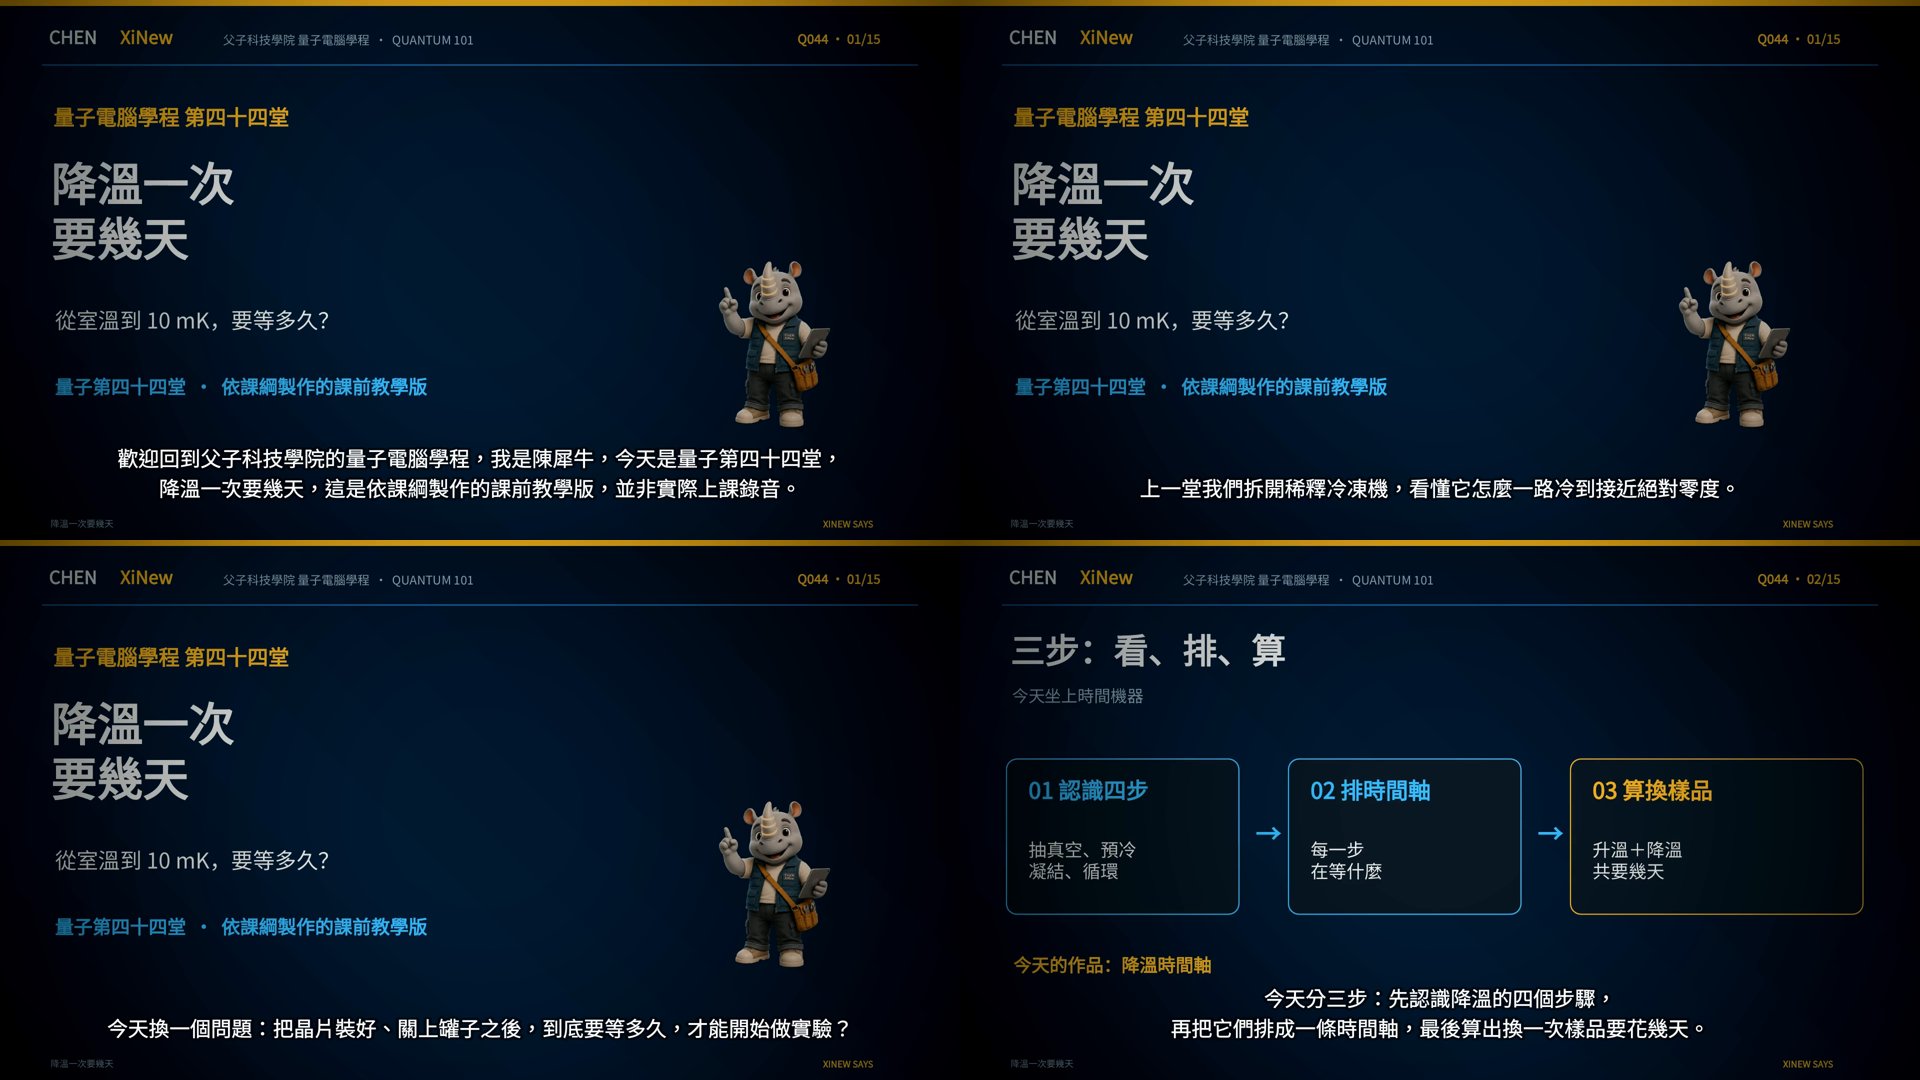 CHEN XiNew 父子科技學院 量子電腦學程 · QUANTUM 101 Q044 · 01/15
量子電腦學程 第四十四堂
降溫一次
要幾天
從室溫到 10 mK，要等多久？
量子第四十四堂 · 依課綱製作的課前教學版
歡迎回到父子科技學院的量子電腦學程，我是陳犀牛，今天是量子第四十四堂，
降溫一次要幾天，這是依課綱製作的課前教學版，並非實際上課錄音。
降溫一次要幾天 XINEW SAYS
CHEN XiNew 父子科技學院 量子電腦學程 · QUANTUM 101 Q044 · 01/15
量子電腦學程 第四十四堂
降溫一次
要幾天
從室溫到 10 mK，要等多久？
量子第四十四堂 · 依課綱製作的課前教學版
上一堂我們拆開稀釋冷凍機，看懂它怎麼一路冷到接近絕對零度。
降溫一次要幾天 XINEW SAYS
CHEN XiNew 父子科技學院 量子電腦學程 · QUANTUM 101 Q044 · 01/15
量子電腦學程 第四十四堂
降溫一次
要幾天
從室溫到 10 mK，要等多久？
量子第四十四堂 · 依課綱製作的課前教學版
今天換一個問題：把晶片裝好、關上罐子之後，到底要等多久，才能開始做實驗？
降溫一次要幾天 XINEW SAYS
CHEN XiNew 父子科技學院 量子電腦學程 · QUANTUM 101 Q044 · 02/15
三步：看、排、算
今天坐上時間機器
01 認識四步
抽真空、預冷
凝結、循環
→
02 排時間軸
每一步
在等什麼
→
03 算換樣品
升溫＋降溫
共要幾天
今天的作品：降溫時間軸
今天分三步：先認識降溫的四個步驟，
再把它們排成一條時間軸，最後算出換一次樣品要花幾天。
降溫一次要幾天 XINEW SAYS